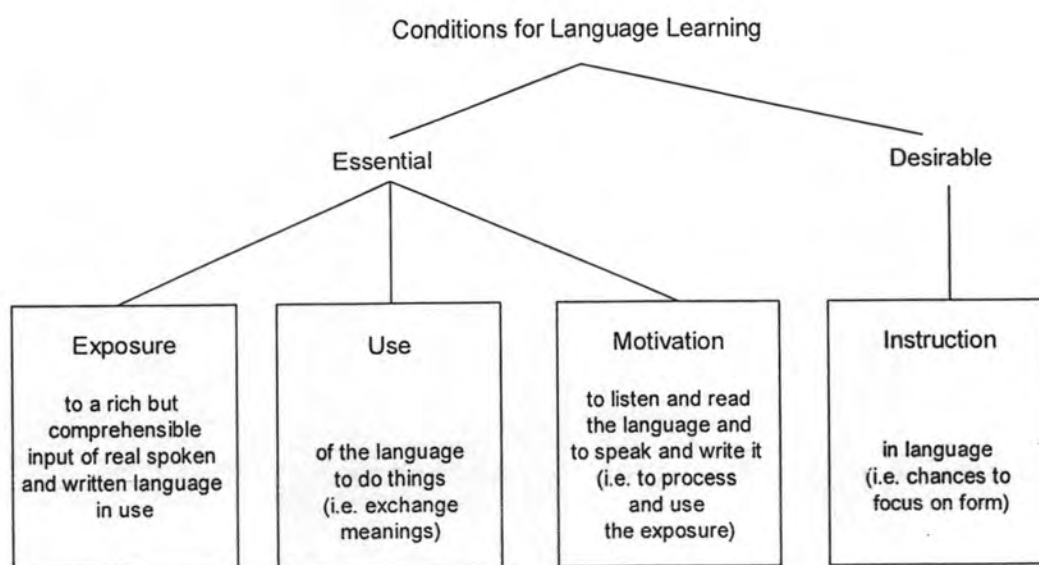 Conditions for Language Learning
Essential
Desirable
Exposure
to a rich but
comprehensible
input of real spoken
and written language
in use
Use
of the language
to do things
(i.e. exchange
meanings)
Motivation
to listen and read
the language and
to speak and write it
(i.e. to process
and use
the exposure)
Instruction
in language
(i.e. chances to
focus on form)